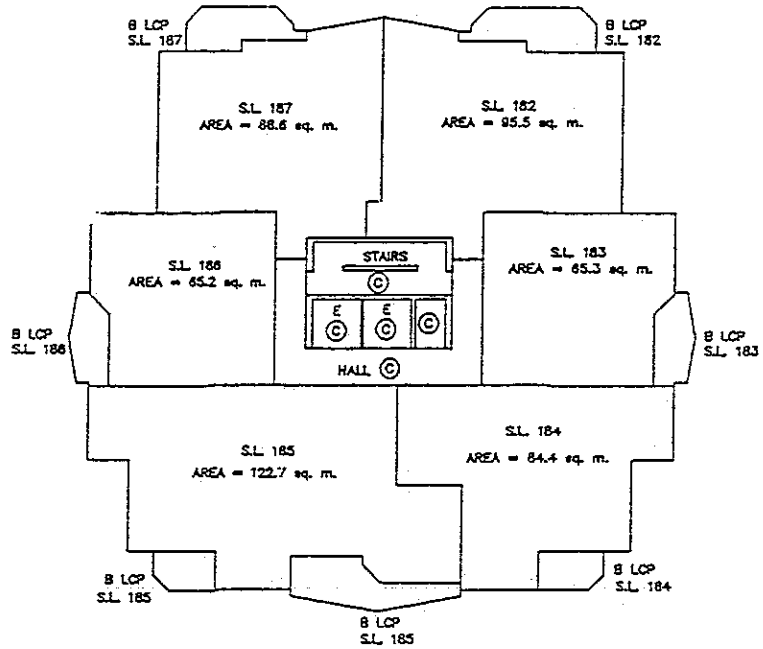 B LCP
S.L. 187
B LCP
S.L. 182
S.L. 187
AREA = 88.6 sq. m.
S.L. 182
AREA = 95.5 sq. m.
STAIRS
C
S.L. 186
AREA = 65.2 sq. m.
S.L. 183
AREA = 65.3 sq. m.
E
C
E
C
C
B LCP
S.L. 186
B LCP
S.L. 183
HALL C
S.L. 185
AREA = 122.7 sq. m.
S.L. 184
AREA = 84.4 sq. m.
B LCP
S.L. 185
B LCP
S.L. 184
B LCP
S.L. 185